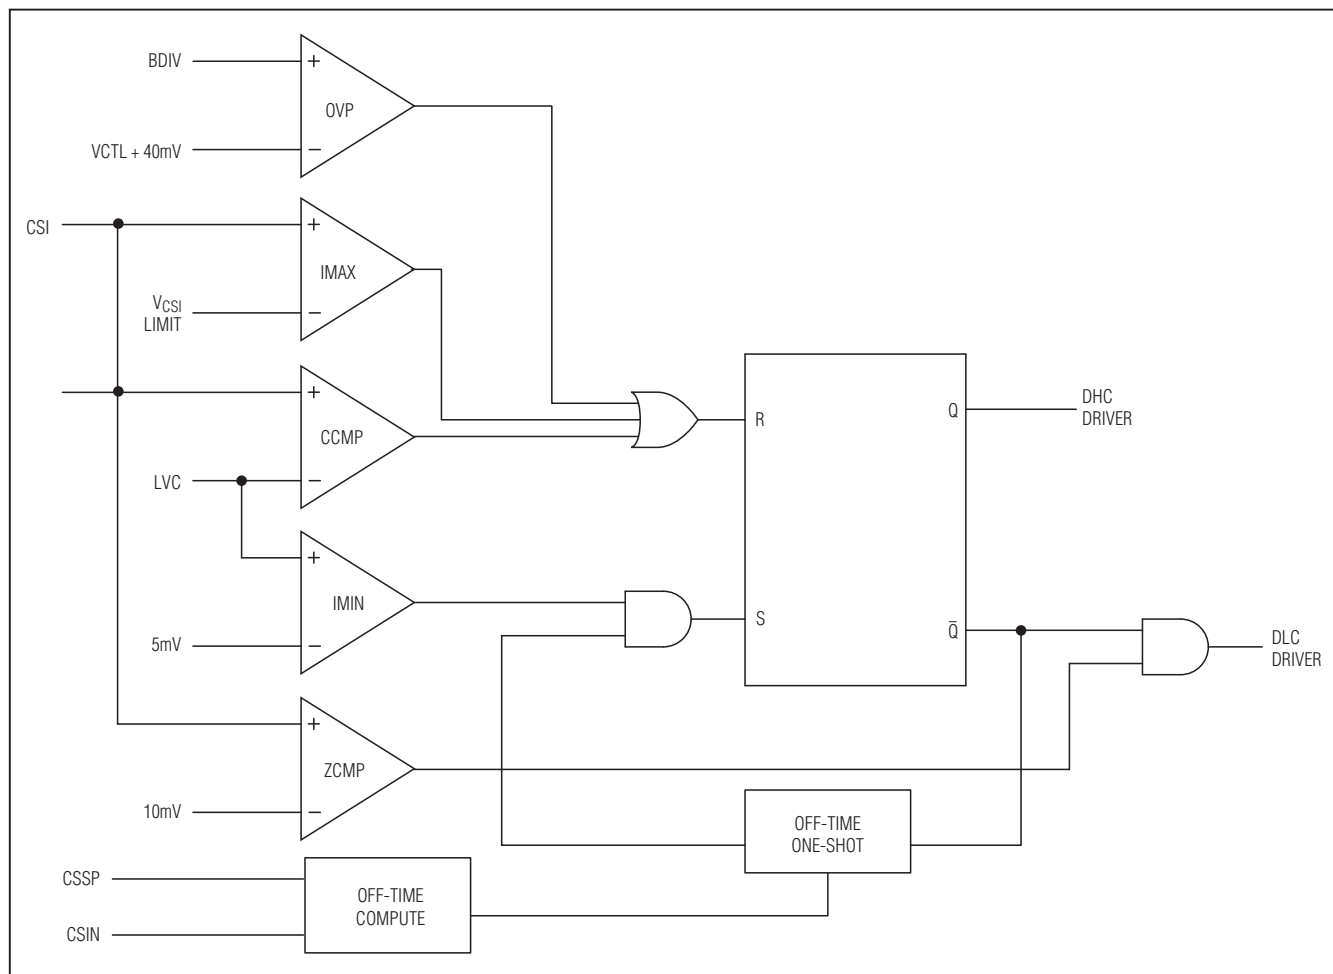 BDIV
+
OVP
VCTL + 40mV
−
CSI
+
IMAX
VCSI
LIMIT
−
+
CCMP
LVC
−
+
IMIN
5mV
−
+
ZCMP
10mV
−
CSSP
CSIN
OFF-TIME
COMPUTE
OFF-TIME
ONE-SHOT
R
S
Q
Q̅
DHC
DRIVER
DLC
DRIVER